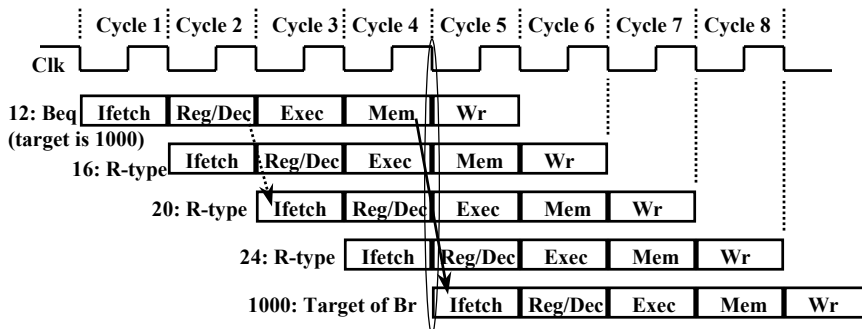 Cycle 1 Cycle 2 Cycle 3 Cycle 4 Cycle 5 Cycle 6 Cycle 7 Cycle 8
Clk
12: Beq Ifetch Reg/Dec Exec Mem Wr
(target is 1000)
16: R-type Ifetch Reg/Dec Exec Mem Wr
20: R-type Ifetch Reg/Dec Exec Mem Wr
24: R-type Ifetch Reg/Dec Exec Mem Wr
1000: Target of Br Ifetch Reg/Dec Exec Mem Wr